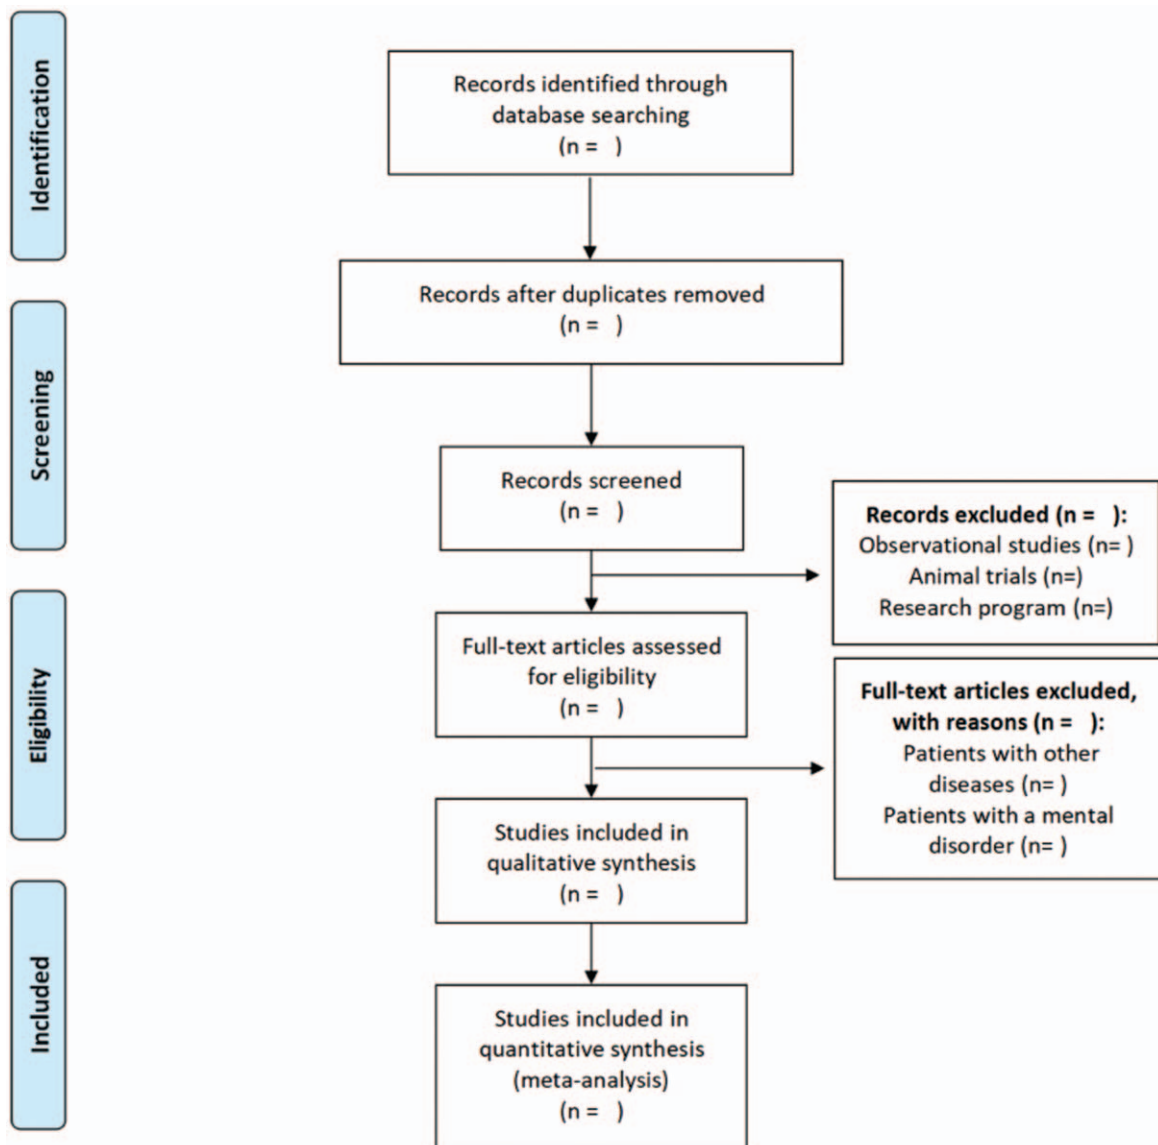 Identification
Records identified through
database searching
(n =   )
Records after duplicates removed
(n =   )
Screening
Records screened
(n =   )
Records excluded (n =   ):
Observational studies (n= )
Animal trials (n=)
Research program (n=)
Eligibility
Full-text articles assessed
for eligibility
(n =   )
Full-text articles excluded,
with reasons (n =   ):
Patients with other
diseases (n= )
Patients with a mental
disorder (n= )
Studies included in
qualitative synthesis
(n =   )
Included
Studies included in
quantitative synthesis
(meta-analysis)
(n =   )